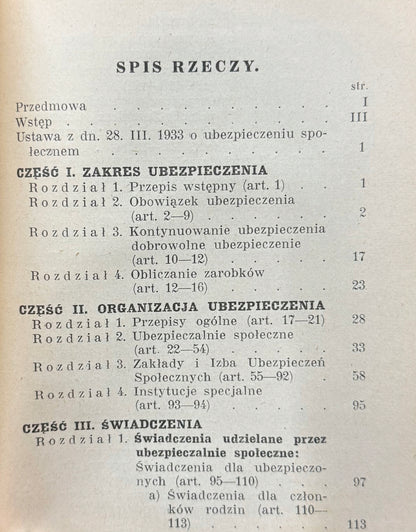 SPIS RZECZY.
str.
Przedmowa . . . . . . . . . I
Wstęp . . . . . . . . . . III
Ustawa z dn. 28. III. 1933 o ubezpieczeniu spo-
łecznem . . . . . . . . . 1
CZĘŚĆ I. ZAKRES UBEZPIECZENIA
Rozdział 1. Przepis wstępny (art. 1) . . . 1
Rozdział 2. Obowiązek ubezpieczenia
(art. 2—9) . . . . . . 2
Rozdział 3. Kontynuowanie ubezpieczenia
dobrowolne ubezpieczenie
(art. 10—12) . . . . . 17
Rozdział 4. Obliczanie zarobków
(art. 12—16) . . . . . 23
CZĘŚĆ II. ORGANIZACJA UBEZPIECZENIA
Rozdział 1. Przepisy ogólne (art. 17—21) 28
Rozdział 2. Ubezpieczalnie społeczne
(art. 22—54) . . . . . 33
Rozdział 3. Zakłady i Izba Ubezpieczeń
Społecznych (art. 55—92) . 58
Rozdział 4. Instytucje specjalne
(art. 93—94) . . . . . 95
CZĘŚĆ III. ŚWIADCZENIA
Rozdział 1. Świadczenia udzielane przez
ubezpieczalnie społeczne:
Świadczenia dla ubezpieczo-
nych (art. 95—110) . . . 97
a) Świadczenia dla człon-
ków rodzin (art. 110—
113) . . . . . 113